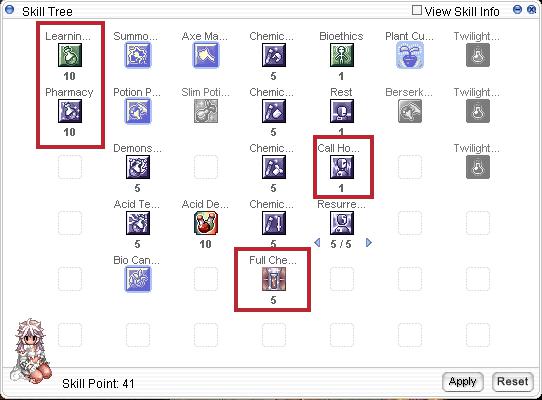 Skill Tree
View Skill Info
Learnin... Summo... Axe Ma... Chemic... Bioethics Plant Cu... Twilight...
10 5 1
Pharmacy Potion P... Slim Poti... Chemic... Rest Berserk... Twilight...
10 5 1
Demons... Chemic... Call Ho... Twilight...
5 5 1
Acid Te... Acid De... Chemic... Resurre...
5 10 5 5 / 5
Bio Can... Full Che...
5
Skill Point: 41
Apply Reset